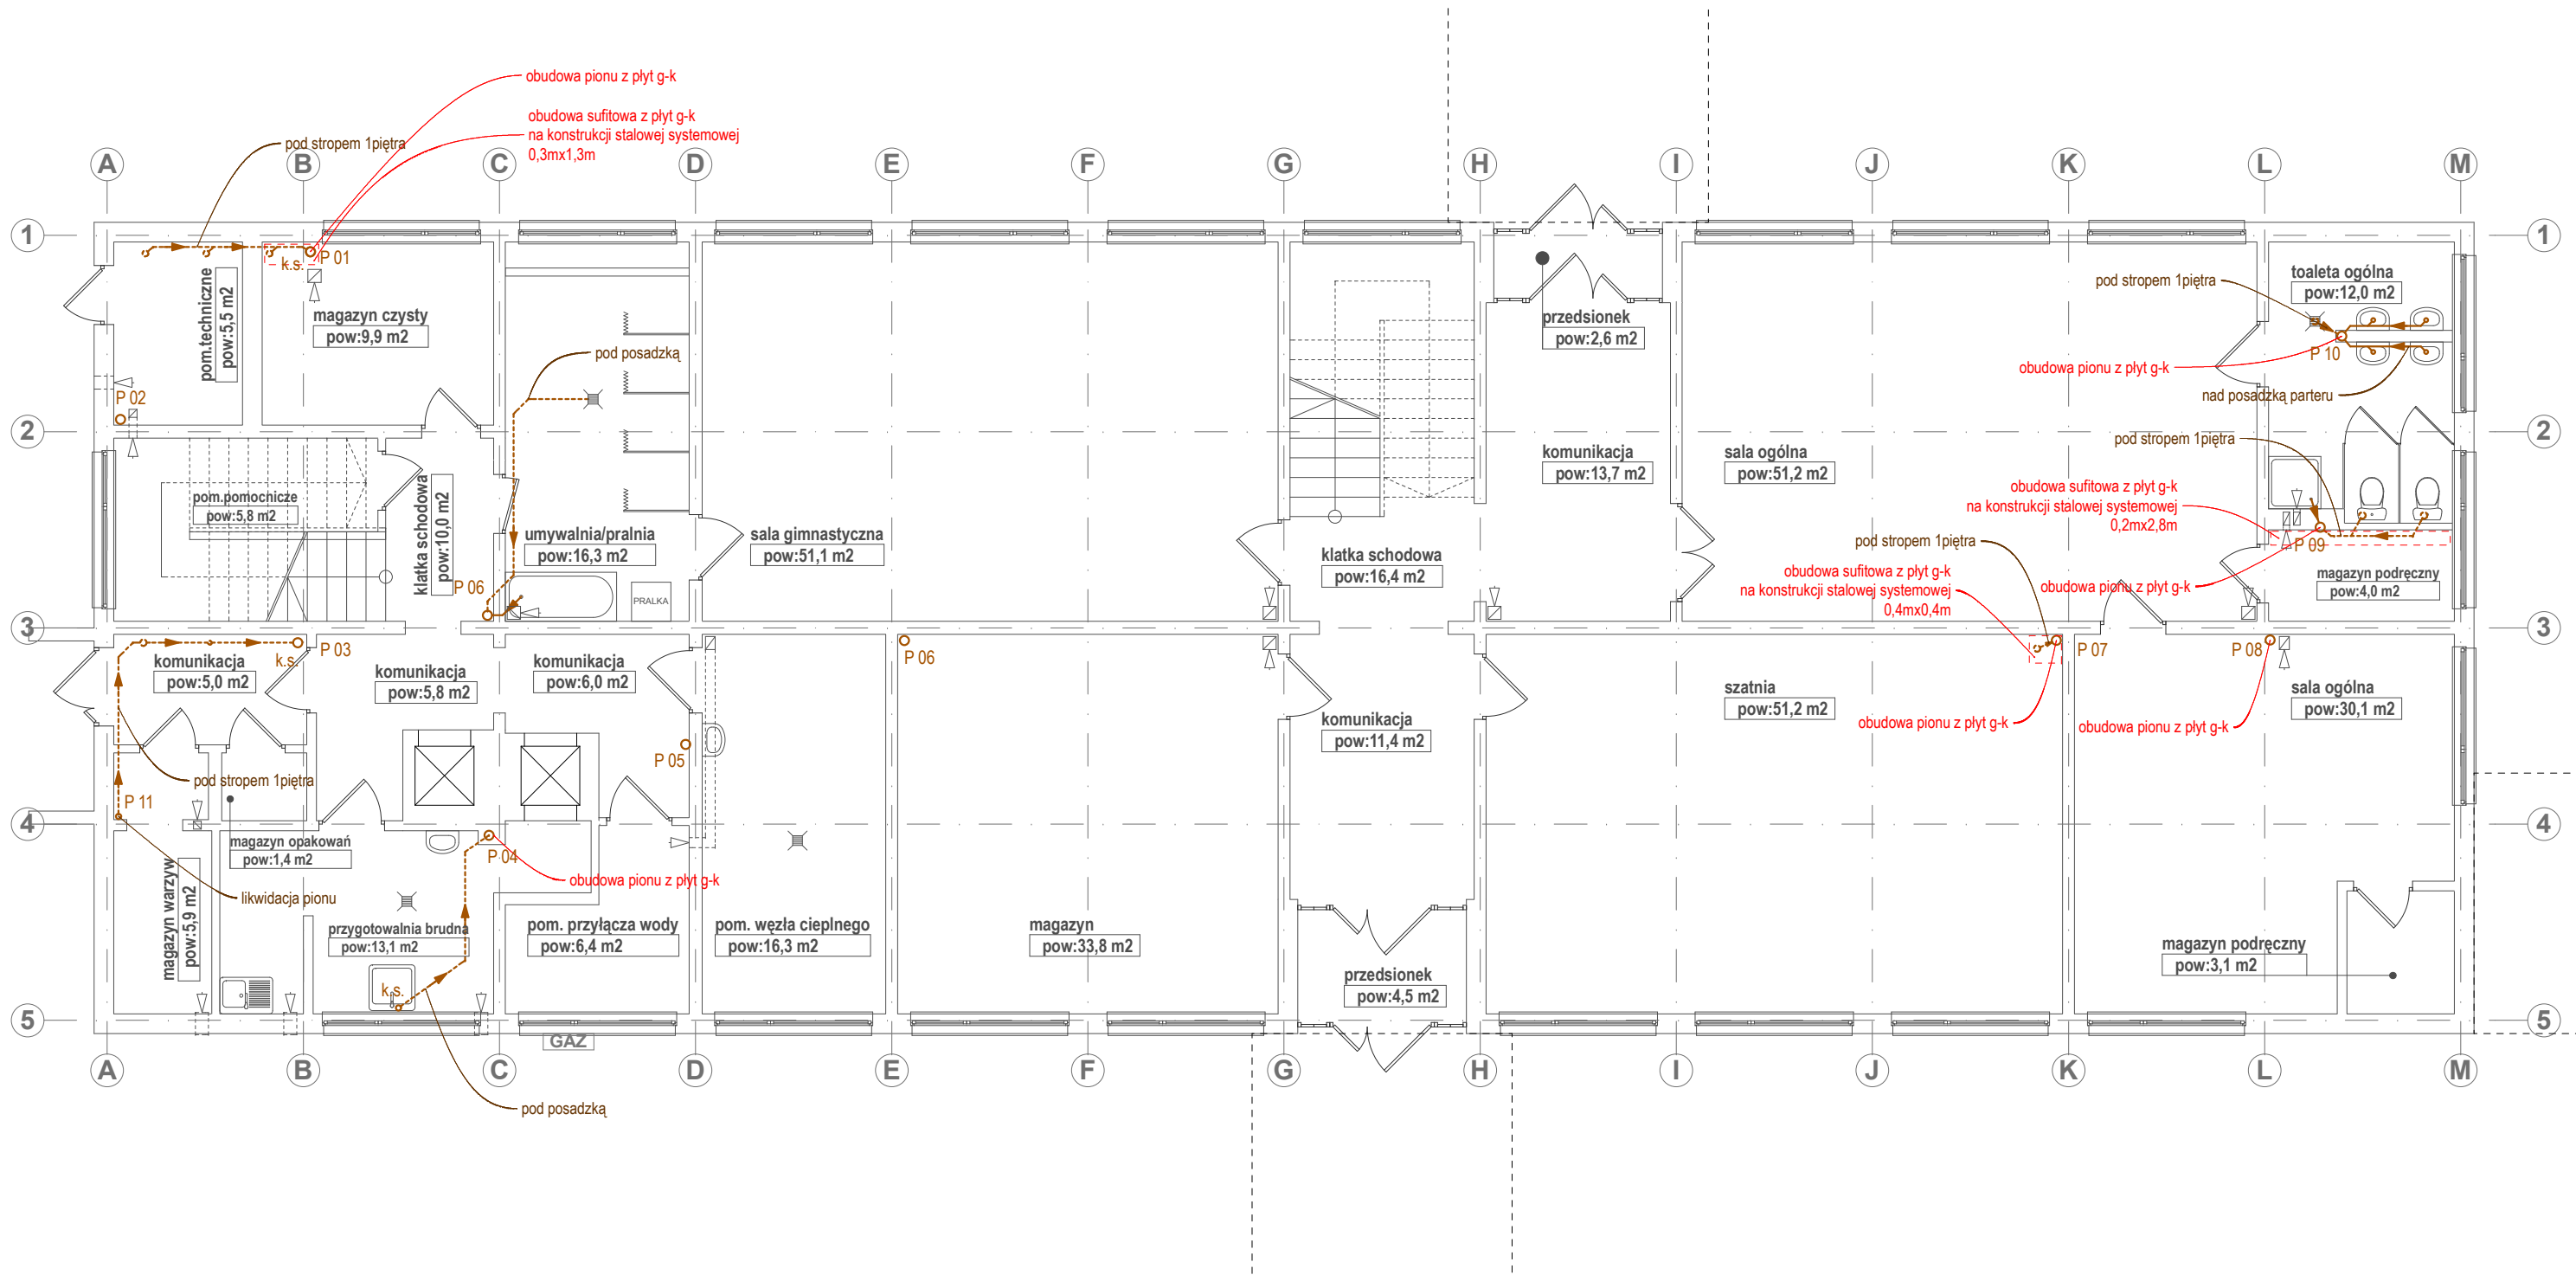 obudowa pionu z płyt g-k
obudowa sufitowa z płyt g-k
na konstrukcji stalowej systemowej
0,3mx1,3m
pod stropem 1piętra
A B C D E F G H I J K L M
1
1
k.s.
P 01
pom.techniczne
pow:5,5 m2
magazyn czysty
pow:9,9 m2
przedsionek
pow:2,6 m2
toaleta ogólna
pow:12,0 m2
pod stropem 1piętra
P 10
obudowa pionu z płyt g-k
nad posadzką parteru
pod posadzką
P 02
2
2
pod stropem 1piętra
pom.pomocnicze
pow:5,8 m2
klatka schodowa
pow:10,0 m2
umywalnia/pralnia
pow:16,3 m2
sala gimnastyczna
pow:51,1 m2
klatka schodowa
pow:16,4 m2
komunikacja
pow:13,7 m2
sala ogólna
pow:51,2 m2
obudowa sufitowa z płyt g-k
na konstrukcji stalowej systemowej
0,2mx2,8m
P 09
pod stropem 1piętra
obudowa sufitowa z płyt g-k
na konstrukcji stalowej systemowej
0,4mx0,4m
obudowa pionu z płyt g-k
magazyn podręczny
pow:4,0 m2
P 06
PRALKA
3
3
k.s.
P 03
komunikacja
pow:5,0 m2
komunikacja
pow:5,8 m2
komunikacja
pow:6,0 m2
P 06
P 07
P 08
szatnia
pow:51,2 m2
sala ogólna
pow:30,1 m2
komunikacja
pow:11,4 m2
obudowa pionu z płyt g-k
obudowa pionu z płyt g-k
P 05
pod stropem 1piętra
P 11
4
4
magazyn opakowań
pow:1,4 m2
P 04
obudowa pionu z płyt g-k
likwidacja pionu
magazyn warzyw
pow:5,9 m2
przygotowalnia brudna
pow:13,1 m2
pom. przyłącza wody
pow:6,4 m2
pom. węzła cieplnego
pow:16,3 m2
magazyn
pow:33,8 m2
przedsionek
pow:4,5 m2
magazyn podręczny
pow:3,1 m2
k.s.
5
5
GAZ
A B C D E F G H I J K L M
pod posadzką